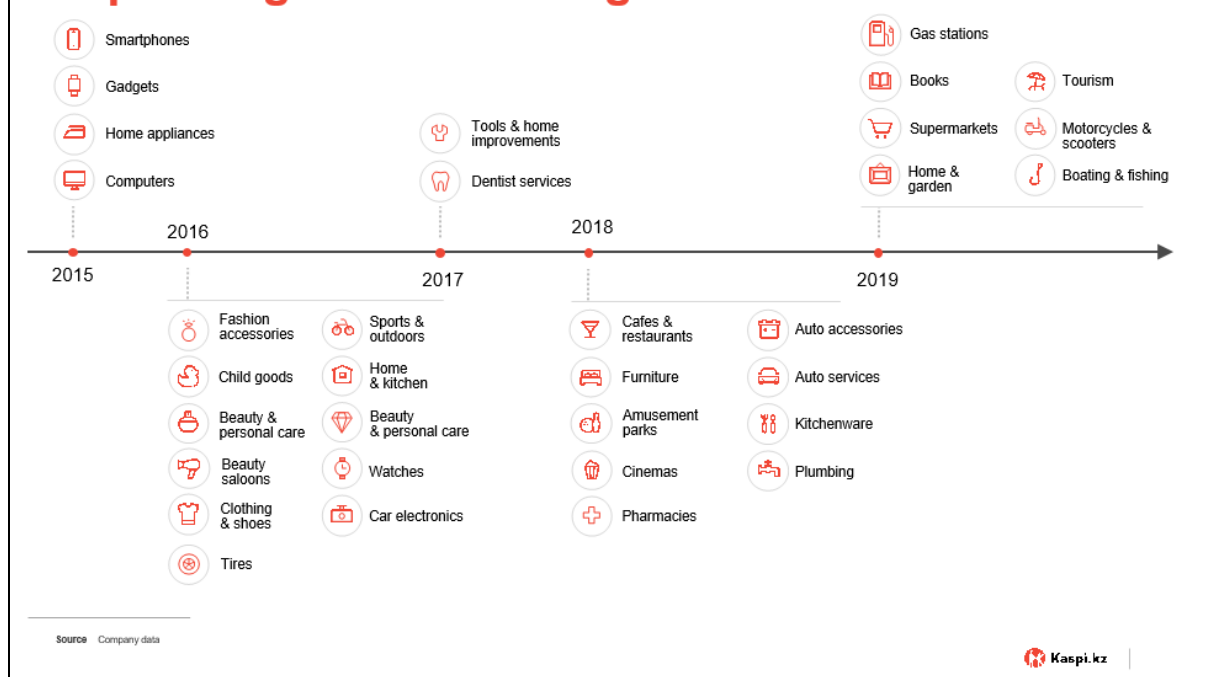 Smartphones
Gadgets
Home appliances
Computers
Tools & home
improvements
Dentist services
Gas stations
Books
Supermarkets
Home &
garden
Tourism
Motorcycles &
scooters
Boating & fishing
2015
2016
2017
2018
2019
Fashion
accessories
Child goods
Beauty &
personal care
Beauty
saloons
Clothing
& shoes
Tires
Sports &
outdoors
Home
& kitchen
Beauty
& personal care
Watches
Car electronics
Cafes &
restaurants
Furniture
Amusement
parks
Cinemas
Pharmacies
Auto accessories
Auto services
Kitchenware
Plumbing
Source Company data
Kaspi.kz